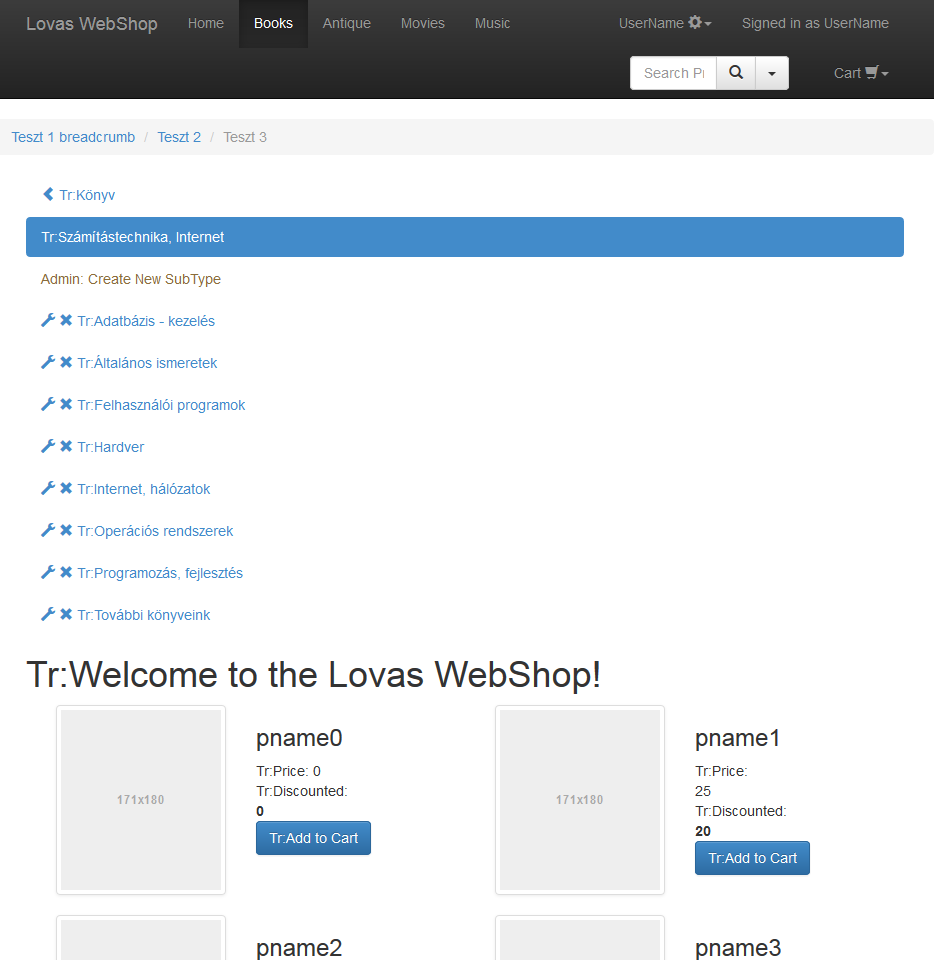 Lovas WebShop Home Books Antique Movies Music UserName Signed in as UserName
Search Pr Cart
Teszt 1 breadcrumb / Teszt 2 / Teszt 3
Tr:Könyv
Tr:Számítástechnika, Internet
Admin: Create New SubType
Tr:Adatbázis - kezelés
Tr:Általános ismeretek
Tr:Felhasználói programok
Tr:Hardver
Tr:Internet, hálózatok
Tr:Operációs rendszerek
Tr:Programozás, fejlesztés
Tr:További könyveink
Tr:Welcome to the Lovas WebShop!
171x180
pname0
Tr:Price: 0
Tr:Discounted:
0
Tr:Add to Cart
171x180
pname1
Tr:Price:
25
Tr:Discounted:
20
Tr:Add to Cart
pname2
pname3